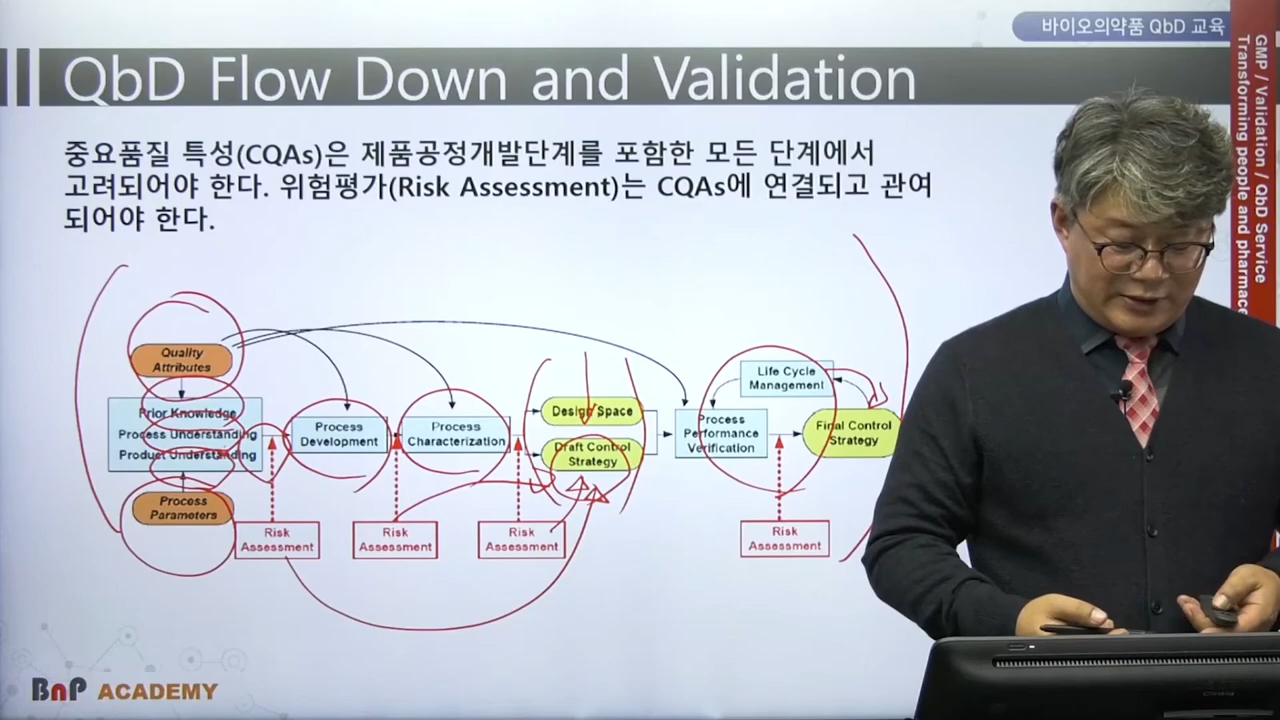 바이오의약품 QbD 교육
QbD Flow Down and Validation
GMP / Validation / QbD Service
Transforming people and pharmace
중요품질 특성(CQAs)은 제품공정개발단계를 포함한 모든 단계에서
고려되어야 한다. 위험평가(Risk Assessment)는 CQAs에 연결되고 관여
되어야 한다.
Quality
Attributes
Prior Knowledge
Process Understanding
Product Understanding
Process
Parameters
Process
Development
Process
Characterization
Design Space
Draft Control
Strategy
Process
Performance
Verification
Life Cycle
Management
Final Control
Strategy
Risk
Assessment
Risk
Assessment
Risk
Assessment
Risk
Assessment
BnP ACADEMY